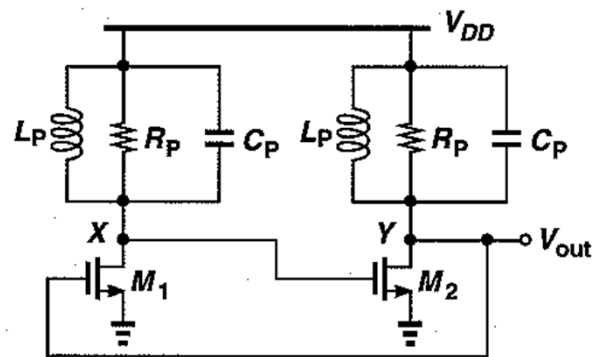 V_DD
L_P R_P C_P L_P R_P C_P
X Y V_out
M_1 M_2